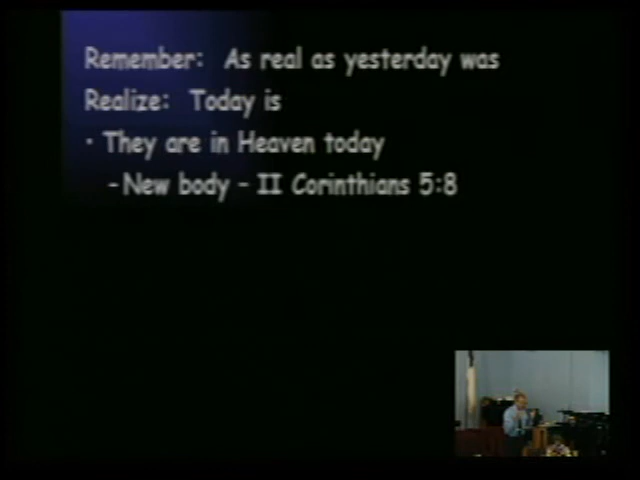 Remember: As real as yesterday was
Realize: Today is
• They are in Heaven today
- New body - II Corinthians 5:8